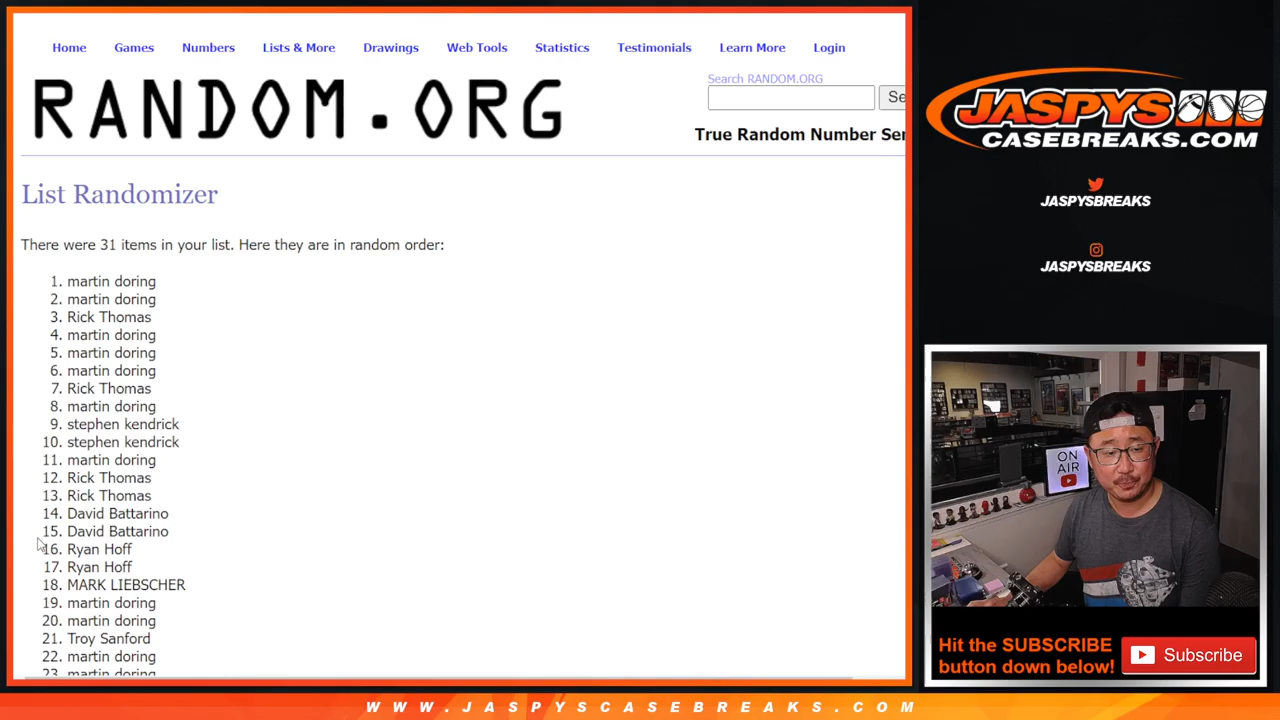 Home Games Numbers Lists & More Drawings Web Tools Statistics Testimonials Learn More Login
Search RANDOM.ORG
RANDOM.ORG
Se
True Random Number Ser
List Randomizer
There were 31 items in your list. Here they are in random order:
1. martin doring
2. martin doring
3. Rick Thomas
4. martin doring
5. martin doring
6. martin doring
7. Rick Thomas
8. martin doring
9. stephen kendrick
10. stephen kendrick
11. martin doring
12. Rick Thomas
13. Rick Thomas
14. David Battarino
15. David Battarino
16. Ryan Hoff
17. Ryan Hoff
18. MARK LIEBSCHER
19. martin doring
20. martin doring
21. Troy Sanford
22. martin doring
23. martin doring
JASPYS
CASEBREAKS.COM
JASPYSBREAKS
JASPYSBREAKS
ON
AIR
Hit the SUBSCRIBE
button down below!
Subscribe
WWW.JASPYSCASEBREAKS.COM